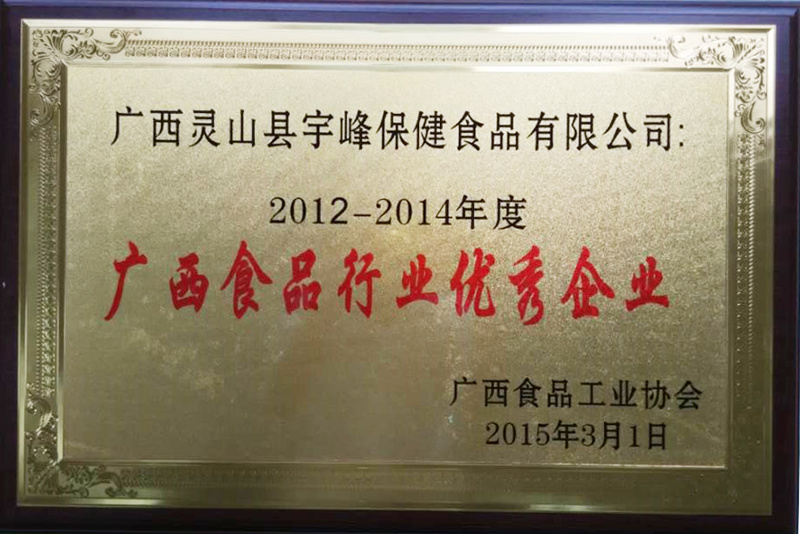 广西灵山县宇峰保健食品有限公司:
2012-2014年度
广西食品行业优秀企业
广西食品工业协会
2015年3月1日